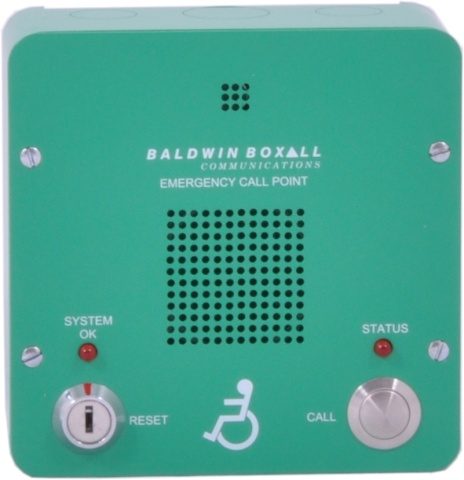 BALDWIN BOXALL
COMMUNICATIONS
EMERGENCY CALL POINT
SYSTEM
OK
STATUS
RESET
CALL